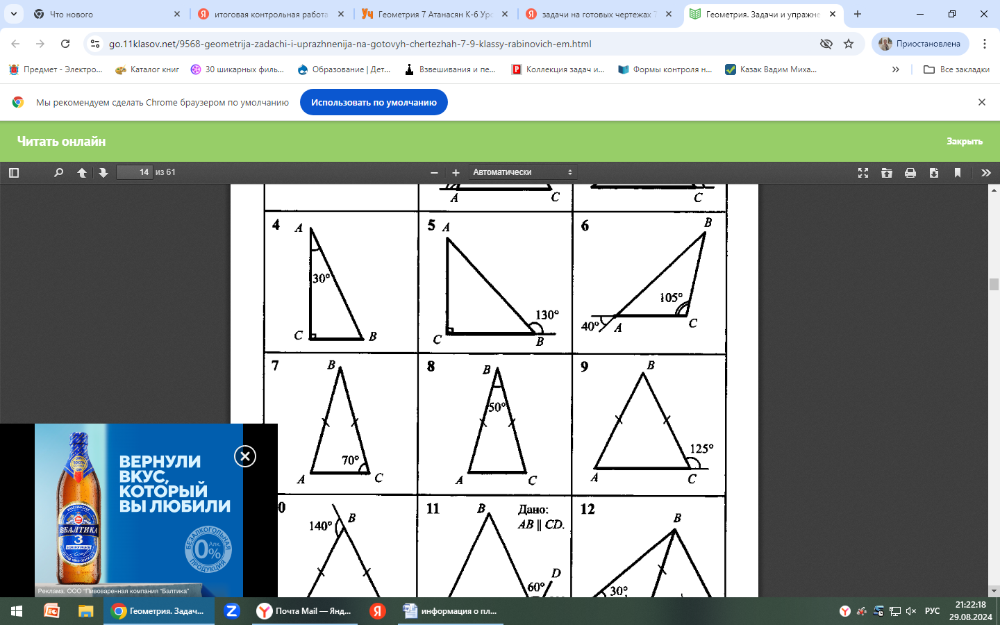 Что нового
итоговая контрольная работа
Геометрия 7 Атанасян К-6 Уро
задачи на готовых чертежах 7
Геометрия. Задачи и упражне
go.11klasov.net/9568-geometrija-zadachi-i-uprazhnenija-na-gotovyh-chertezhah-7-9-klassy-rabinovich-em.html
Приостановлена
Предмет - Электро...
Каталог книг
30 шикарных филь...
Образование | Дет...
Взвешивания и пе...
Коллекция задач и...
Формы контроля н...
Казак Вадим Миха...
Все закладки
Мы рекомендуем сделать Chrome браузером по умолчанию
Использовать по умолчанию
Читать онлайн
Закрыть
14 из 61
Автоматически
A C
C
4 A
30°
C B
5 A
130°
C B
6 B
105°
40° A C
7 B
70°
A C
8 B
50°
A C
9 B
125°
A C
0
140° B
11 B Дано:
AB || CD.
D
60°
12
B
30°
ВЕРНУЛИ
ВКУС,
КОТОРЫЙ
ВЫ ЛЮБИЛИ
КЛАССИЧЕСКОЕ
БАЛТИКА
3
БЕЗАЛКОГОЛЬНАЯ
0% Алк.
ПРОДУКЦИЯ
Реклама. ООО "Пивоваренная компания "Балтика"
Геометрия. Задач...
Почта Mail — Янд...
информация о пл...
РУС
21:22:18
29.08.2024